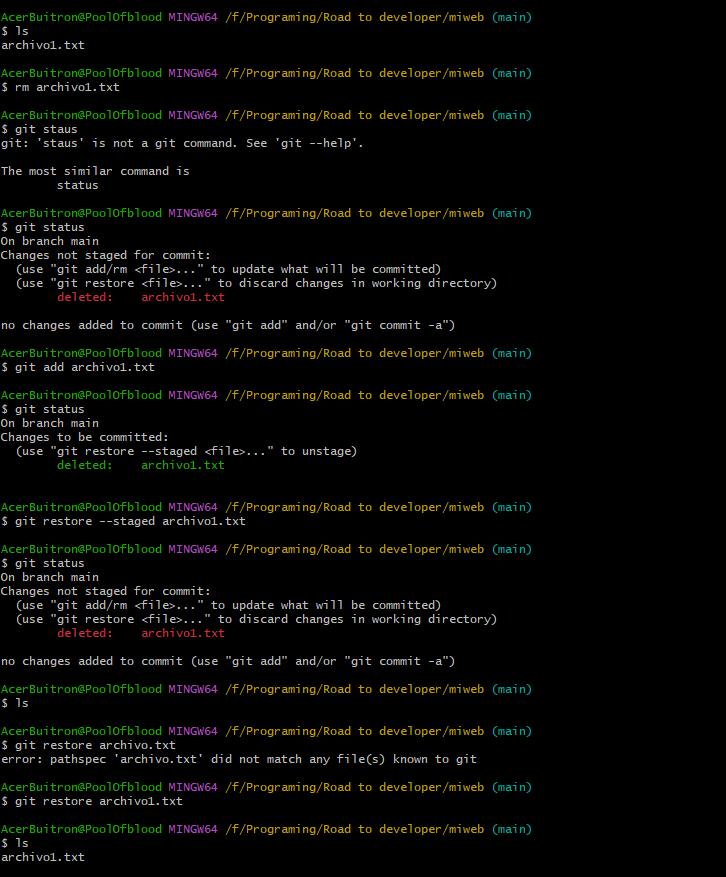 AcerBuitron@PoolOfblood MINGW64 /f/Programing/Road to developer/miweb (main)
$ ls
archivo1.txt
AcerBuitron@PoolOfblood MINGW64 /f/Programing/Road to developer/miweb (main)
$ rm archivo1.txt
AcerBuitron@PoolOfblood MINGW64 /f/Programing/Road to developer/miweb (main)
$ git staus
git: 'staus' is not a git command. See 'git --help'.
The most similar command is
        status
AcerBuitron@PoolOfblood MINGW64 /f/Programing/Road to developer/miweb (main)
$ git status
On branch main
Changes not staged for commit:
  (use "git add/rm <file>..." to update what will be committed)
  (use "git restore <file>..." to discard changes in working directory)
        deleted:    archivo1.txt
no changes added to commit (use "git add" and/or "git commit -a")
AcerBuitron@PoolOfblood MINGW64 /f/Programing/Road to developer/miweb (main)
$ git add archivo1.txt
AcerBuitron@PoolOfblood MINGW64 /f/Programing/Road to developer/miweb (main)
$ git status
On branch main
Changes to be committed:
  (use "git restore --staged <file>..." to unstage)
        deleted:    archivo1.txt
AcerBuitron@PoolOfblood MINGW64 /f/Programing/Road to developer/miweb (main)
$ git restore --staged archivo1.txt
AcerBuitron@PoolOfblood MINGW64 /f/Programing/Road to developer/miweb (main)
$ git status
On branch main
Changes not staged for commit:
  (use "git add/rm <file>..." to update what will be committed)
  (use "git restore <file>..." to discard changes in working directory)
        deleted:    archivo1.txt
no changes added to commit (use "git add" and/or "git commit -a")
AcerBuitron@PoolOfblood MINGW64 /f/Programing/Road to developer/miweb (main)
$ ls
AcerBuitron@PoolOfblood MINGW64 /f/Programing/Road to developer/miweb (main)
$ git restore archivo.txt
error: pathspec 'archivo.txt' did not match any file(s) known to git
AcerBuitron@PoolOfblood MINGW64 /f/Programing/Road to developer/miweb (main)
$ git restore archivo1.txt
AcerBuitron@PoolOfblood MINGW64 /f/Programing/Road to developer/miweb (main)
$ ls
archivo1.txt